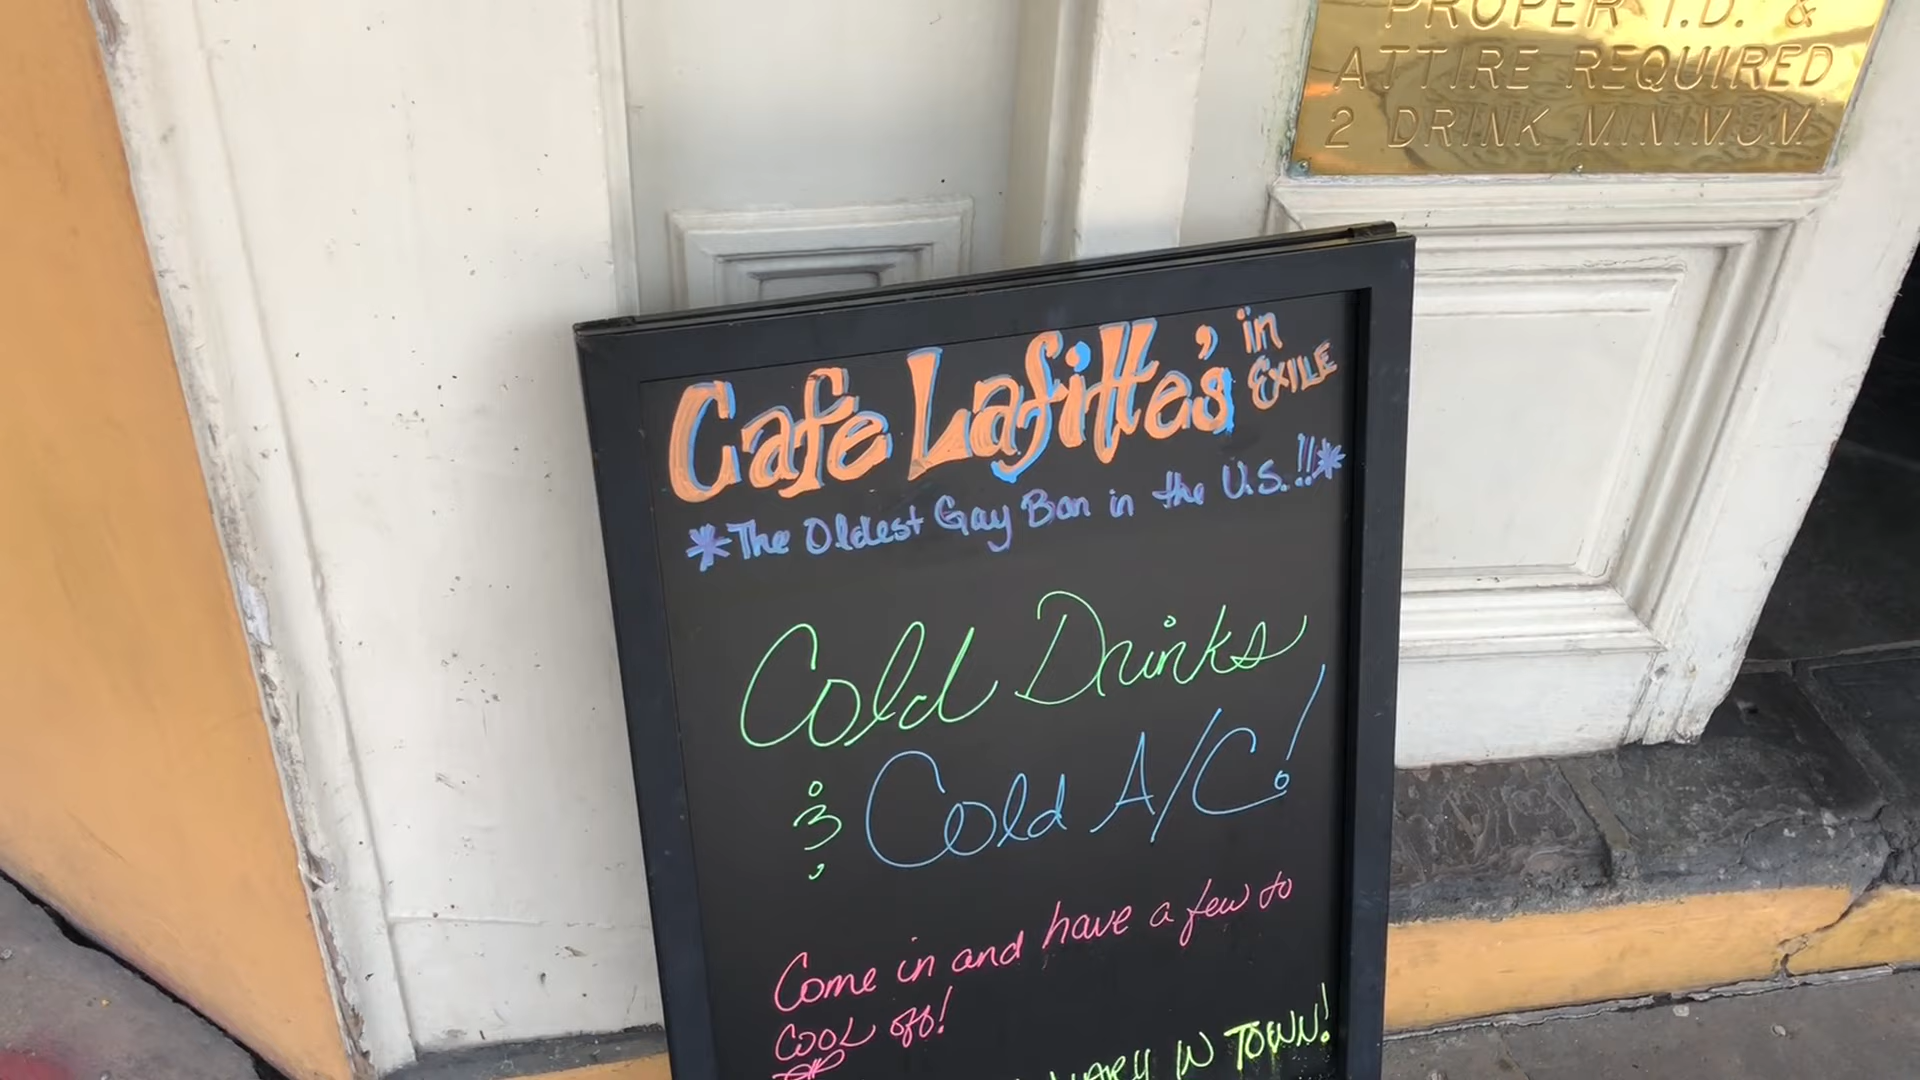 PROPER I.D. &
ATTIRE REQUIRED
2 DRINK MINIMUM
Cafe Lafitte's in EXILE
*The Oldest Gay Bar in the U.S.!!*
Cold Drinks
& Cold A/C!
Come in and have a few to
COOL off!
IN TOWN!